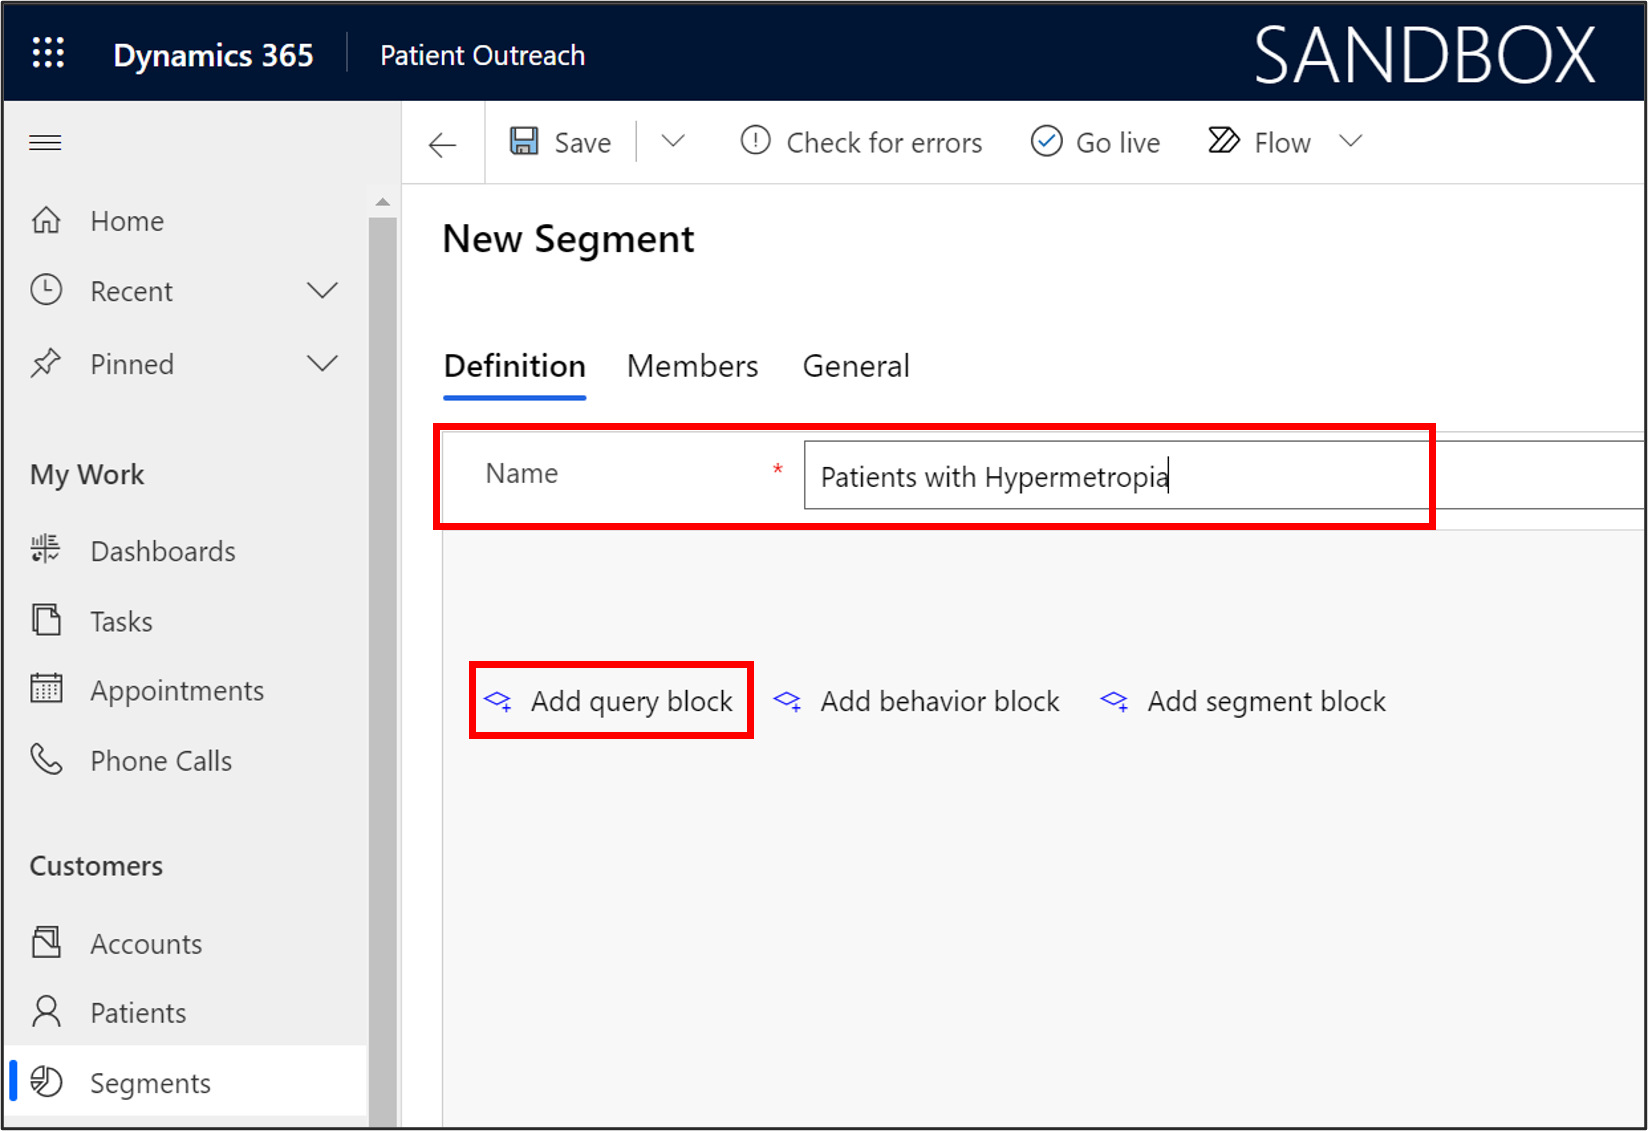 Dynamics 365
Patient Outreach
SANDBOX
Save
Check for errors
Go live
Flow
Home
Recent
Pinned
My Work
Dashboards
Tasks
Appointments
Phone Calls
Customers
Accounts
Patients
Segments
New Segment
Definition Members General
Name * Patients with Hypermetropia
Add query block Add behavior block Add segment block